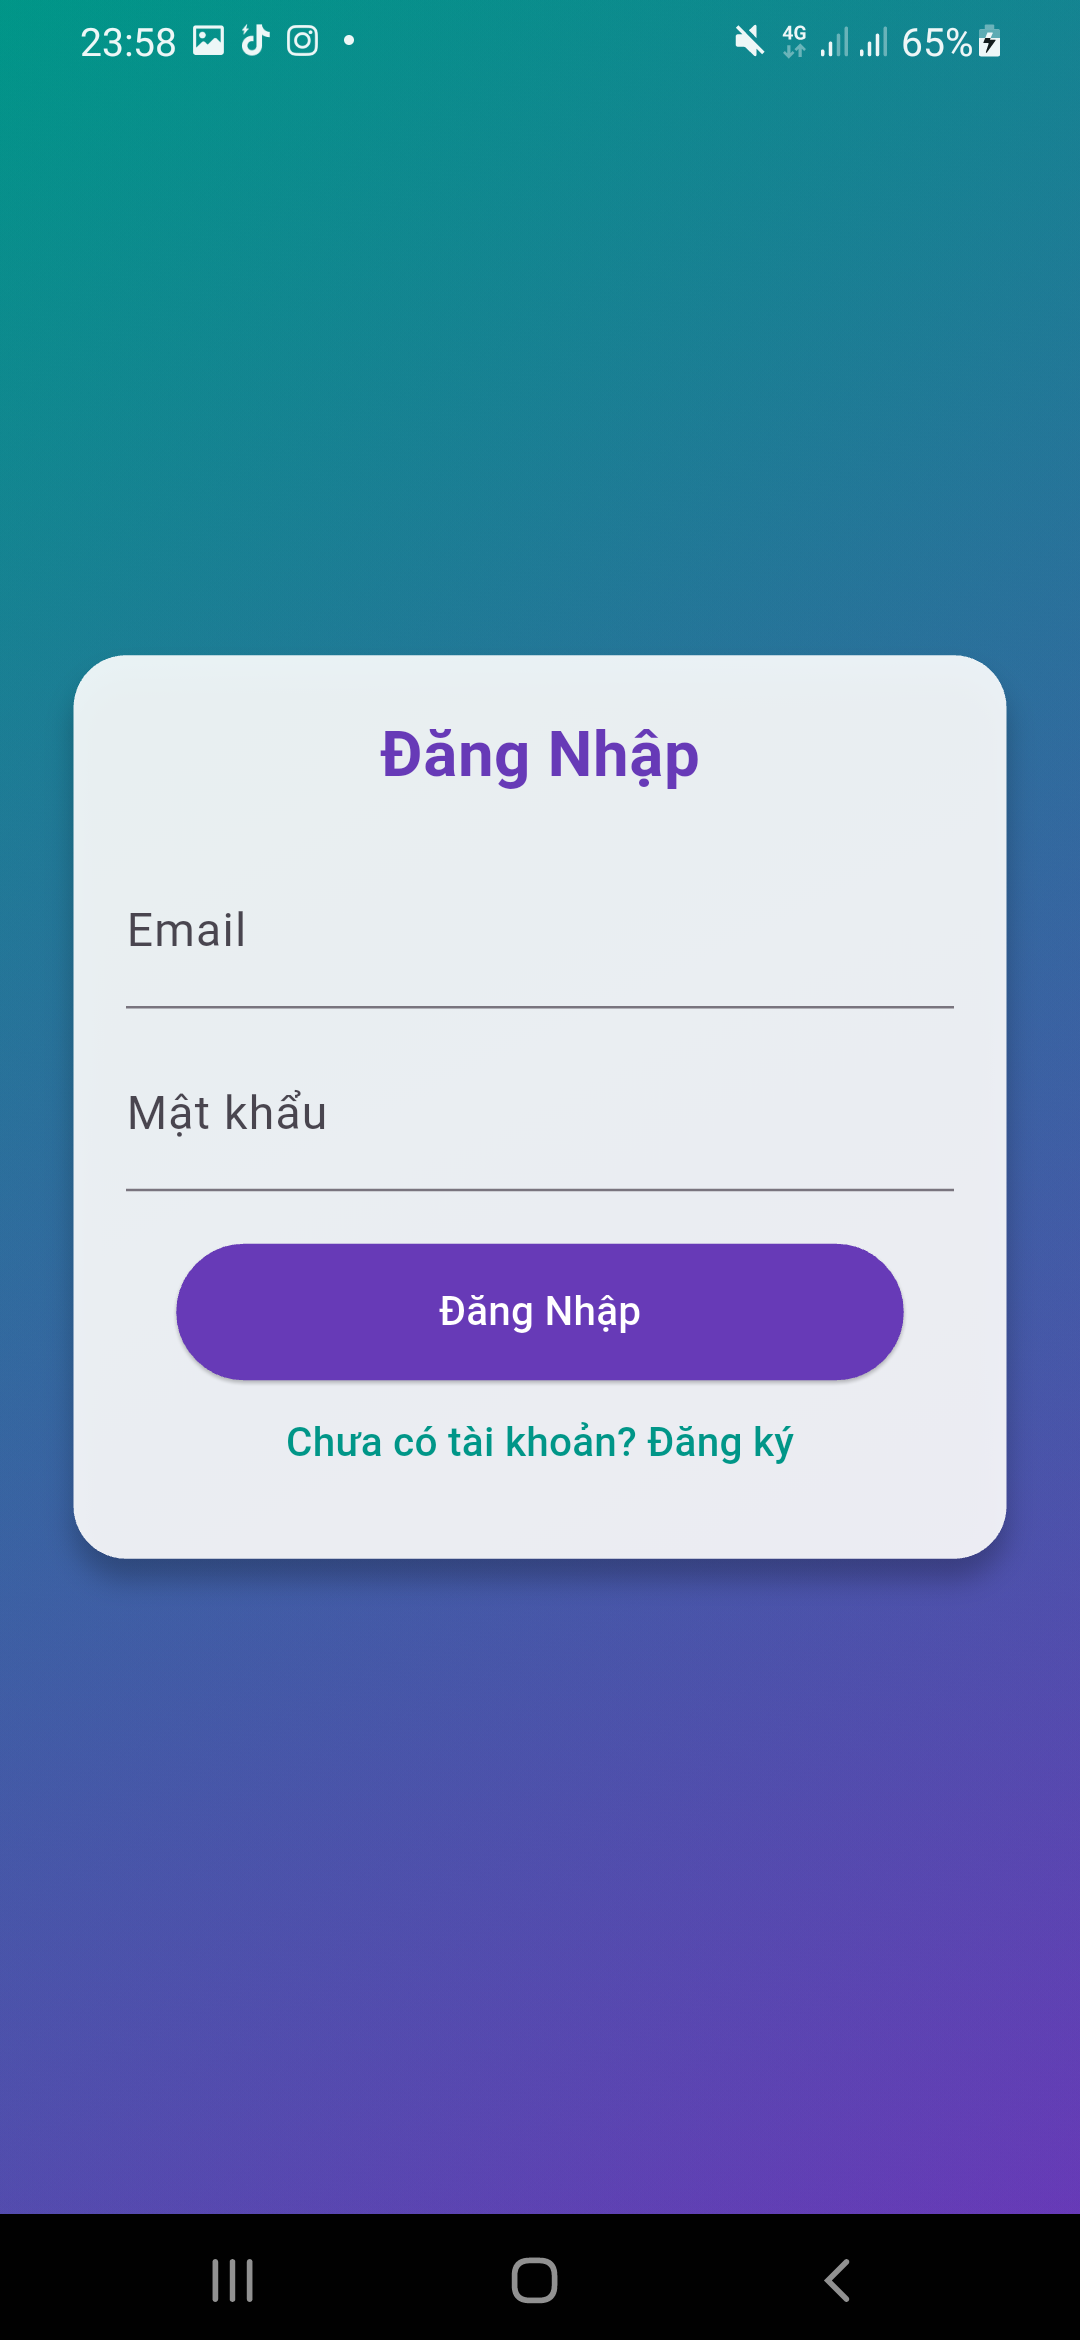 23:58 4G 65%
Đăng Nhập
Email
Mật khẩu
Đăng Nhập
Chưa có tài khoản? Đăng ký